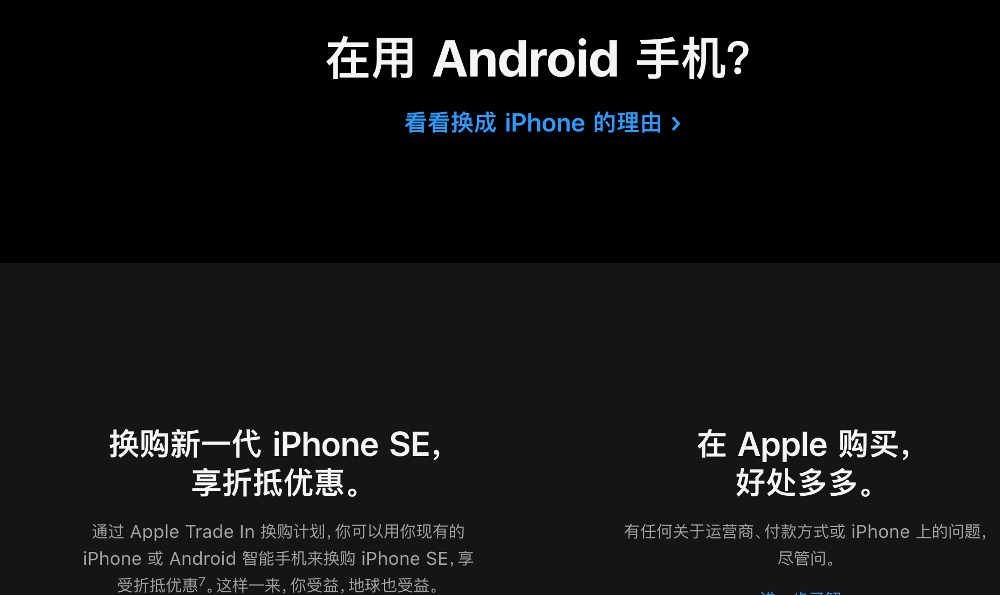 在用 Android 手机?
看看换成 iPhone 的理由 >
换购新一代 iPhone SE,
享折抵优惠。
通过 Apple Trade In 换购计划,你可以用你现有的
iPhone 或 Android 智能手机来换购 iPhone SE,享
受折抵优惠⁷。这样一来,你受益,地球也受益。
在 Apple 购买,
好处多多。
有任何关于运营商、付款方式或 iPhone 上的问题,
尽管问。